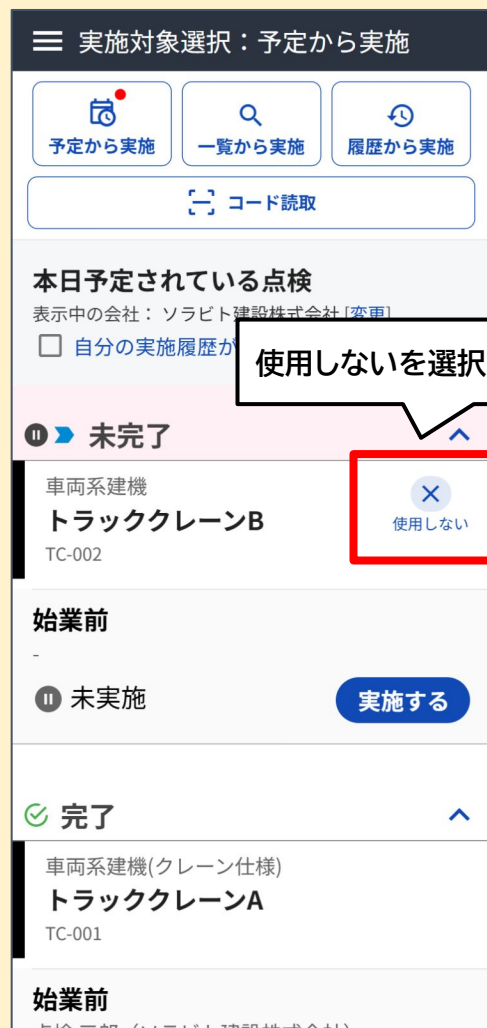 実施対象選択：予定から実施
予定から実施
一覧から実施
履歴から実施
コード読取
本日予定されている点検
表示中の会社： ソラビト建設株式会社 [変更]
自分の実施履歴が
使用しないを選択
未完了
車両系建機
トラッククレーンB
TC-002
使用しない
始業前
-
未実施
実施する
完了
車両系建機(クレーン仕様)
トラッククレーンA
TC-001
始業前